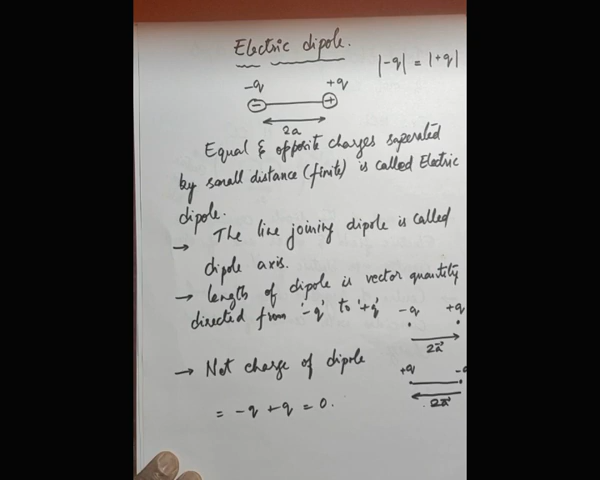 Electric dipole.
|-q| = |+q|
-q +q
- +
2a
Equal & opposite charges saperated
by small distance (finite) is called Electric
dipole.
→ The line joining dipole is called
dipole axis.
→ length of dipole is vector quantity
directed from '-q' to '+q'
-q +q
2a⃗
→ Net charge of dipole
+q -q
2a⃗
= -q +q = 0.